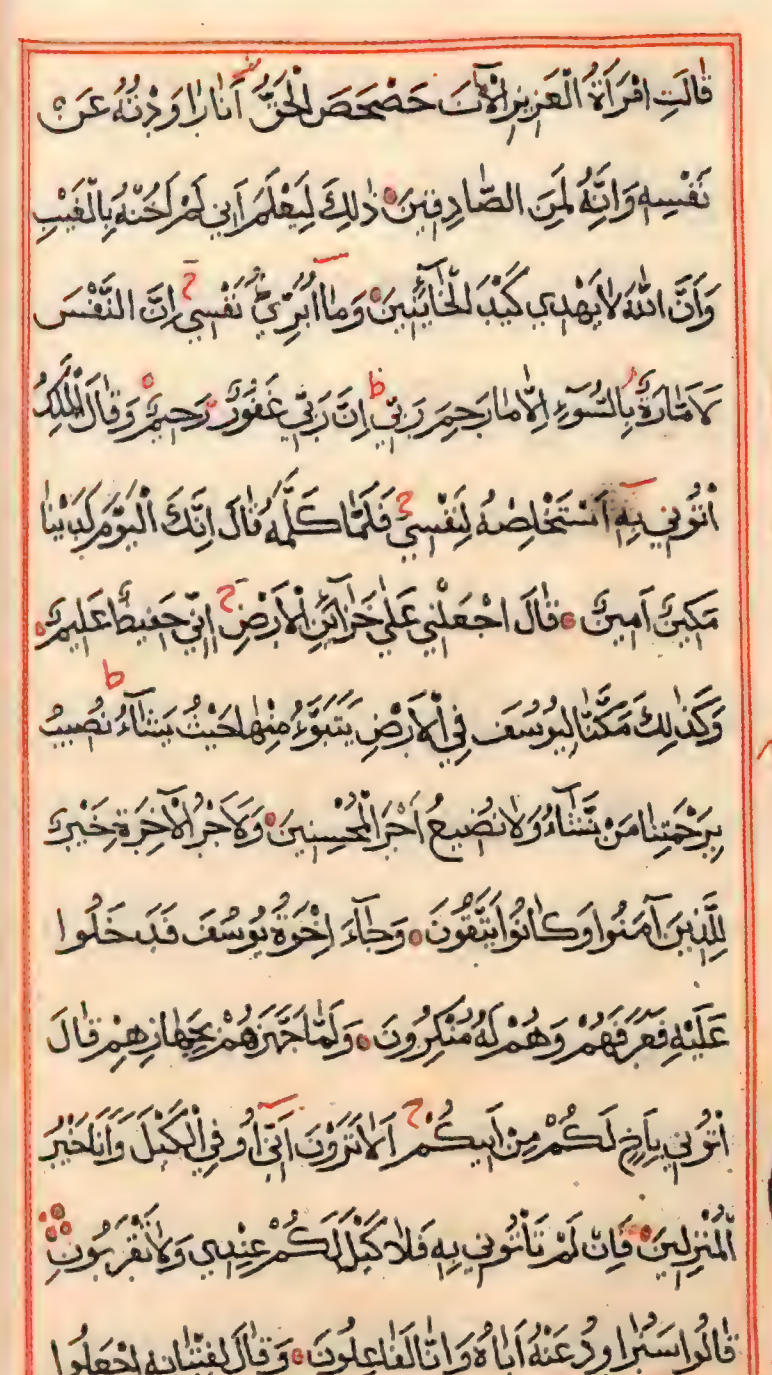 قَالَتِ امْرَأَةُ الْعَزِيزِ الْآنَ حَصْحَصَ الْحَقُّ أَنَا رَاوَدْتُهُ عَنْ
نَفْسِهِ وَإِنَّهُ لَمِنَ الصَّادِقِينَ ذٰلِكَ لِيَعْلَمَ أَنِّي لَمْ أَخُنْهُ بِالْغَيْبِ
وَأَنَّ اللّٰهَ لَا يَهْدِي كَيْدَ الْخَائِنِينَ وَمَا أُبَرِّئُ نَفْسِي إِنَّ النَّفْسَ
لَأَمَّارَةٌ بِالسُّوءِ إِلَّا مَا رَحِمَ رَبِّي إِنَّ رَبِّي غَفُورٌ رَحِيمٌ وَقَالَ الْمَلِكُ
ائْتُونِي بِهِ أَسْتَخْلِصْهُ لِنَفْسِي فَلَمَّا كَلَّمَهُ قَالَ إِنَّكَ الْيَوْمَ لَدَيْنَا
مَكِينٌ أَمِينٌ قَالَ اجْعَلْنِي عَلَىٰ خَزَائِنِ الْأَرْضِ إِنِّي حَفِيظٌ عَلِيمٌ
وَكَذٰلِكَ مَكَّنَّا لِيُوسُفَ فِي الْأَرْضِ يَتَبَوَّءُ مِنْهَا حَيْثُ يَشَاءُ نُصِيبُ
بِرَحْمَتِنَا مَنْ نَشَاءُ وَلَا نُضِيعُ أَجْرَ الْمُحْسِنِينَ وَلَأَجْرُ الْآخِرَةِ خَيْرٌ
لِلَّذِينَ آمَنُوا وَكَانُوا يَتَّقُونَ وَجَاءَ إِخْوَةُ يُوسُفَ فَدَخَلُوا
عَلَيْهِ فَعَرَفَهُمْ وَهُمْ لَهُ مُنْكِرُونَ وَلَمَّا جَهَّزَهُمْ بِجَهَازِهِمْ قَالَ
ائْتُونِي بِأَخٍ لَكُمْ مِنْ أَبِيكُمْ أَلَا تَرَوْنَ أَنِّي أُوفِي الْكَيْلَ وَأَنَا خَيْرُ
الْمُنْزِلِينَ فَإِنْ لَمْ تَأْتُونِي بِهِ فَلَا كَيْلَ لَكُمْ عِنْدِي وَلَا تَقْرَبُونِ
قَالُوا سَنُرَاوِدُ عَنْهُ أَبَاهُ وَإِنَّا لَفَاعِلُونَ وَقَالَ لِفِتْيَانِهِ اجْعَلُوا